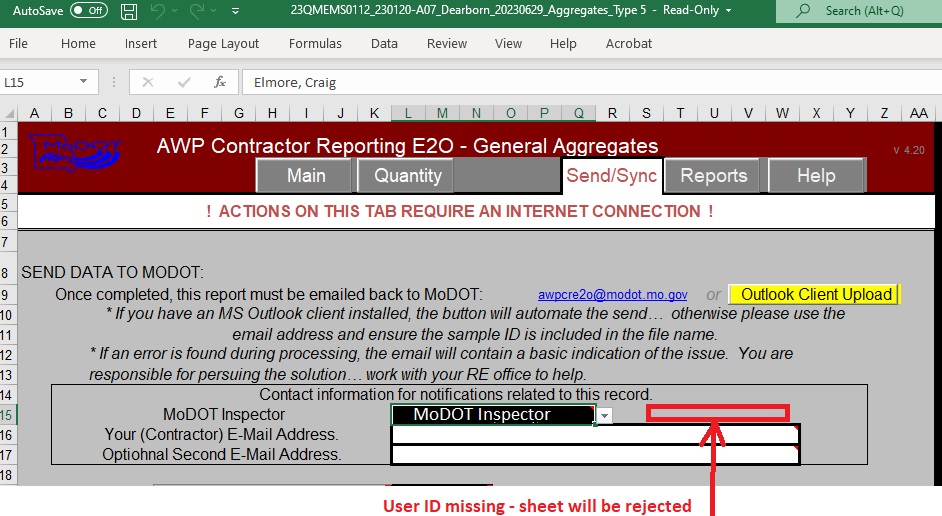 AutoSave Off 23QMEMS0112_230120-A07_Dearborn_20230629_Aggregates_Type 5 - Read-Only Search (Alt+Q)
File Home Insert Page Layout Formulas Data Review View Help Acrobat
L15 fx Elmore, Craig
A B C D E F G H I J K L M N O P Q R S T U V W X Y Z AA
1
2 MoDOT AWP Contractor Reporting E2O - General Aggregates v 4.20
3 Main Quantity Send/Sync Reports Help
4
5 ! ACTIONS ON THIS TAB REQUIRE AN INTERNET CONNECTION !
6
7
8 SEND DATA TO MODOT:
9 Once completed, this report must be emailed back to MoDOT: awpcre2o@modot.mo.gov or Outlook Client Upload
10 * If you have an MS Outlook client installed, the button will automate the send… otherwise please use the
11 email address and ensure the sample ID is included in the file name.
12 * If an error is found during processing, the email will contain a basic indication of the issue. You are
13 responsible for persuing the solution… work with your RE office to help.
14 Contact information for notifications related to this record.
15 MoDOT Inspector MoDOT Inspector
16 Your (Contractor) E-Mail Address.
17 Optiohnal Second E-Mail Address.
18
User ID missing - sheet will be rejected